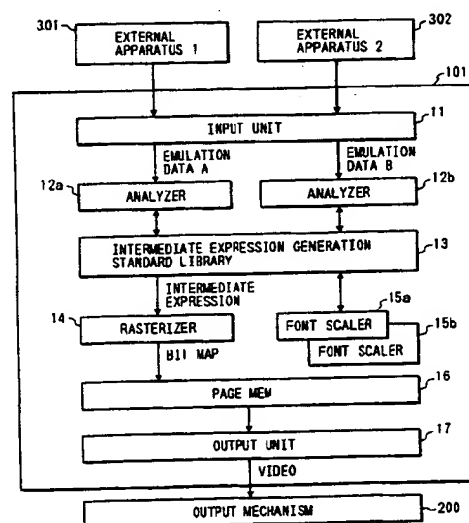 301
EXTERNAL
APPARATUS 1
302
EXTERNAL
APPARATUS 2
101
INPUT UNIT
11
EMULATION
DATA A
EMULATION
DATA B
12a
ANALYZER
12b
ANALYZER
INTERMEDIATE EXPRESSION GENERATION
STANDARD LIBRARY
13
INTERMEDIATE
EXPRESSION
14
RASTERIZER
15a
FONT SCALER
15b
FONT SCALER
BIT MAP
16
PAGE MEM
17
OUTPUT UNIT
VIDEO
OUTPUT MECHANISM
200